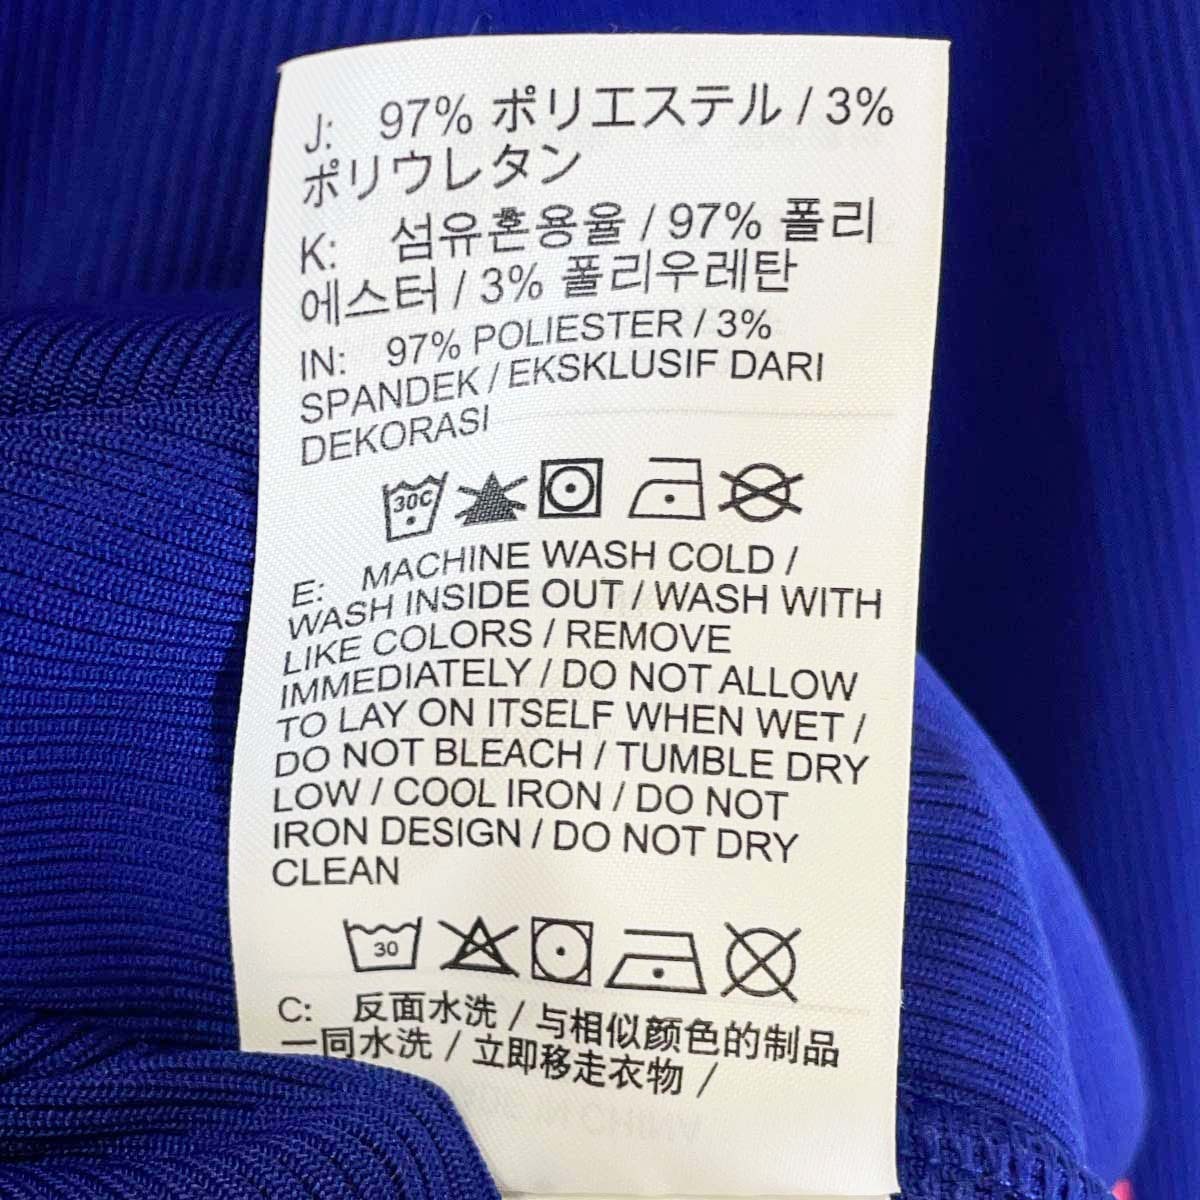 J: 97% ポリエステル / 3%
ポリウレタン
K: 섬유혼용율 / 97% 폴리
에스터 / 3% 폴리우레탄
IN: 97% POLIESTER / 3%
SPANDEK / EKSKLUSIF DARI
DEKORASI
30C
E: MACHINE WASH COLD /
WASH INSIDE OUT / WASH WITH
LIKE COLORS / REMOVE
IMMEDIATELY / DO NOT ALLOW
TO LAY ON ITSELF WHEN WET /
DO NOT BLEACH / TUMBLE DRY
LOW / COOL IRON / DO NOT
IRON DESIGN / DO NOT DRY
CLEAN
30
C: 反面水洗 / 与相似颜色的制品
一同水洗 / 立即移走衣物 /